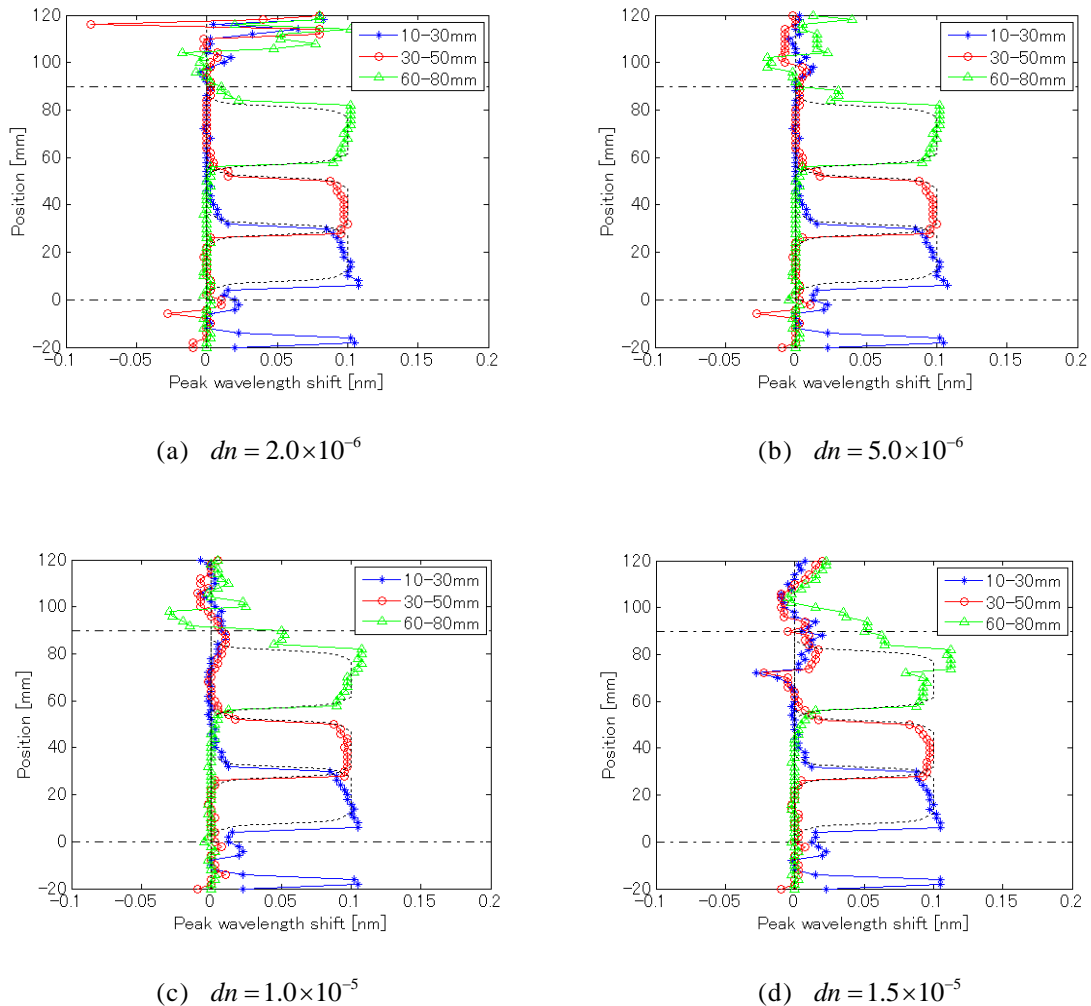 120
100
80
60
40
20
0
-20
Position [mm]
-0.1 -0.05 0 0.05 0.1 0.15 0.2
Peak wavelength shift [nm]
10-30mm
30-50mm
60-80mm
(a) dn = 2.0×10⁻⁶
120
100
80
60
40
20
0
-20
Position [mm]
-0.1 -0.05 0 0.05 0.1 0.15 0.2
Peak wavelength shift [nm]
10-30mm
30-50mm
60-80mm
(b) dn = 5.0×10⁻⁶
120
100
80
60
40
20
0
-20
Position [mm]
-0.1 -0.05 0 0.05 0.1 0.15 0.2
Peak wavelength shift [nm]
10-30mm
30-50mm
60-80mm
(c) dn = 1.0×10⁻⁵
120
100
80
60
40
20
0
-20
Position [mm]
-0.1 -0.05 0 0.05 0.1 0.15 0.2
Peak wavelength shift [nm]
10-30mm
30-50mm
60-80mm
(d) dn = 1.5×10⁻⁵